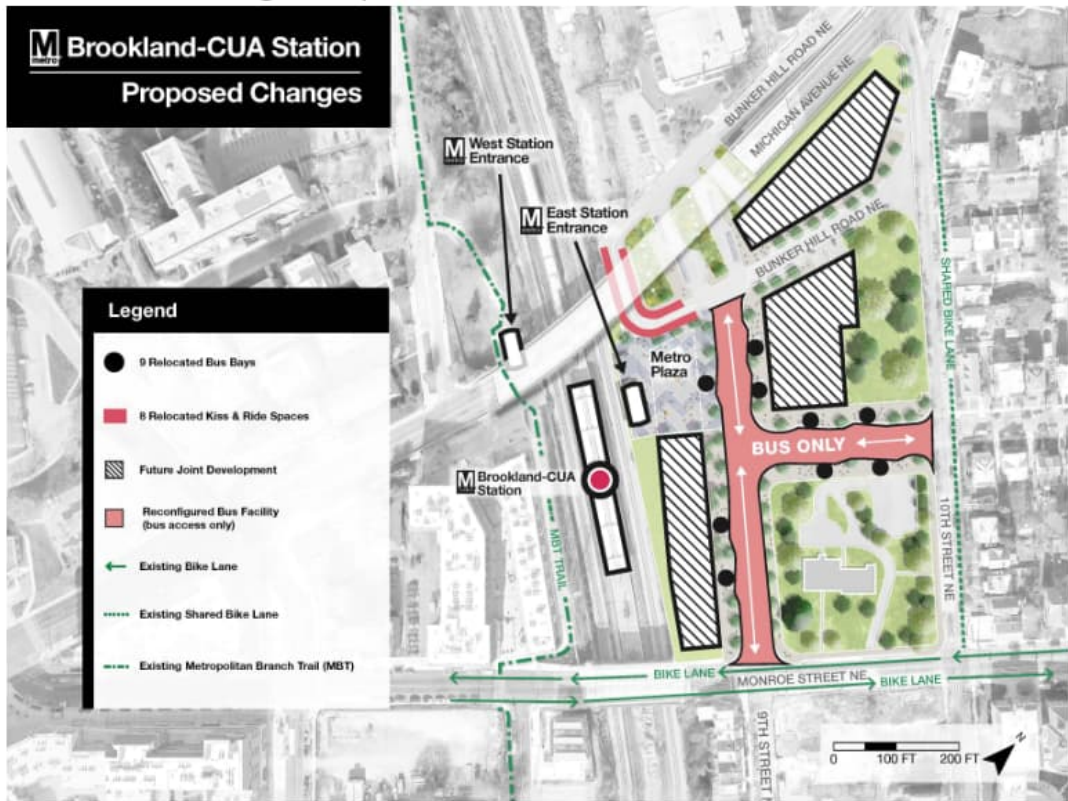 M
metro
Brookland-CUA Station
Proposed Changes
M West Station
Entrance
M East Station
Entrance
BUNKER HILL ROAD NE
MICHIGAN AVENUE NE
BUNKER HILL ROAD NE
SHARED BIKE LANE
Legend
9 Relocated Bus Bays
8 Relocated Kiss & Ride Spaces
Future Joint Development
Reconfigured Bus Facility
(bus access only)
Existing Bike Lane
Existing Shared Bike Lane
Existing Metropolitan Branch Trail (MBT)
Metro
Plaza
BUS ONLY
M Brookland-CUA
Station
MBT TRAIL
10TH STREET NE
BIKE LANE
MONROE STREET NE
BIKE LANE
9TH STREET N
N
0
100 FT
200 FT